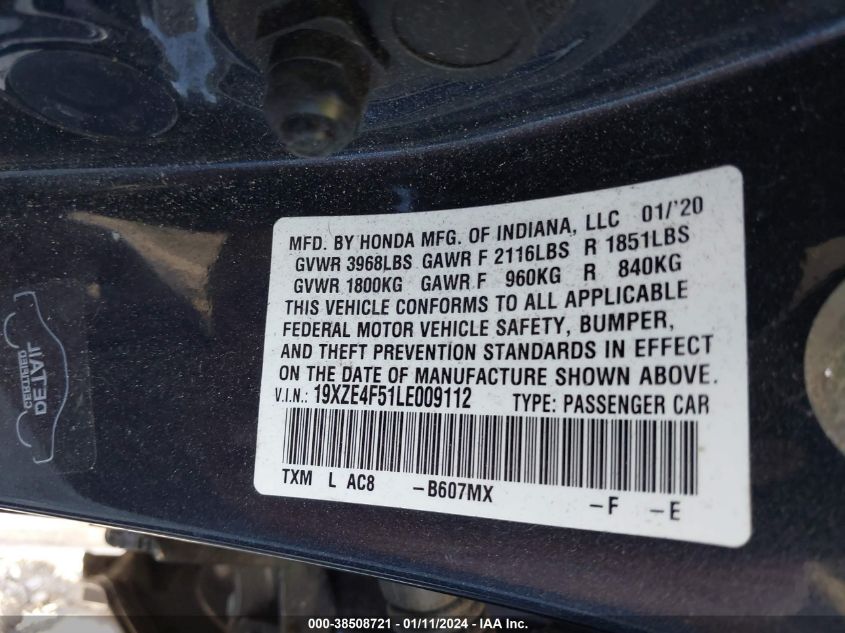 MFD. BY HONDA MFG. OF INDIANA, LLC 01/'20
GVWR 3968LBS GAWR F 2116LBS R 1851LBS
GVWR 1800KG GAWR F 960KG R 840KG
THIS VEHICLE CONFORMS TO ALL APPLICABLE
FEDERAL MOTOR VEHICLE SAFETY, BUMPER,
AND THEFT PREVENTION STANDARDS IN EFFECT
ON THE DATE OF MANUFACTURE SHOWN ABOVE.
V.I.N.: 19XZE4F51LE009112 TYPE: PASSENGER CAR
TXM L AC8 -B607MX -F -E
CERTIFIED
DETAIL
000-38508721 - 01/11/2024 - IAA Inc.